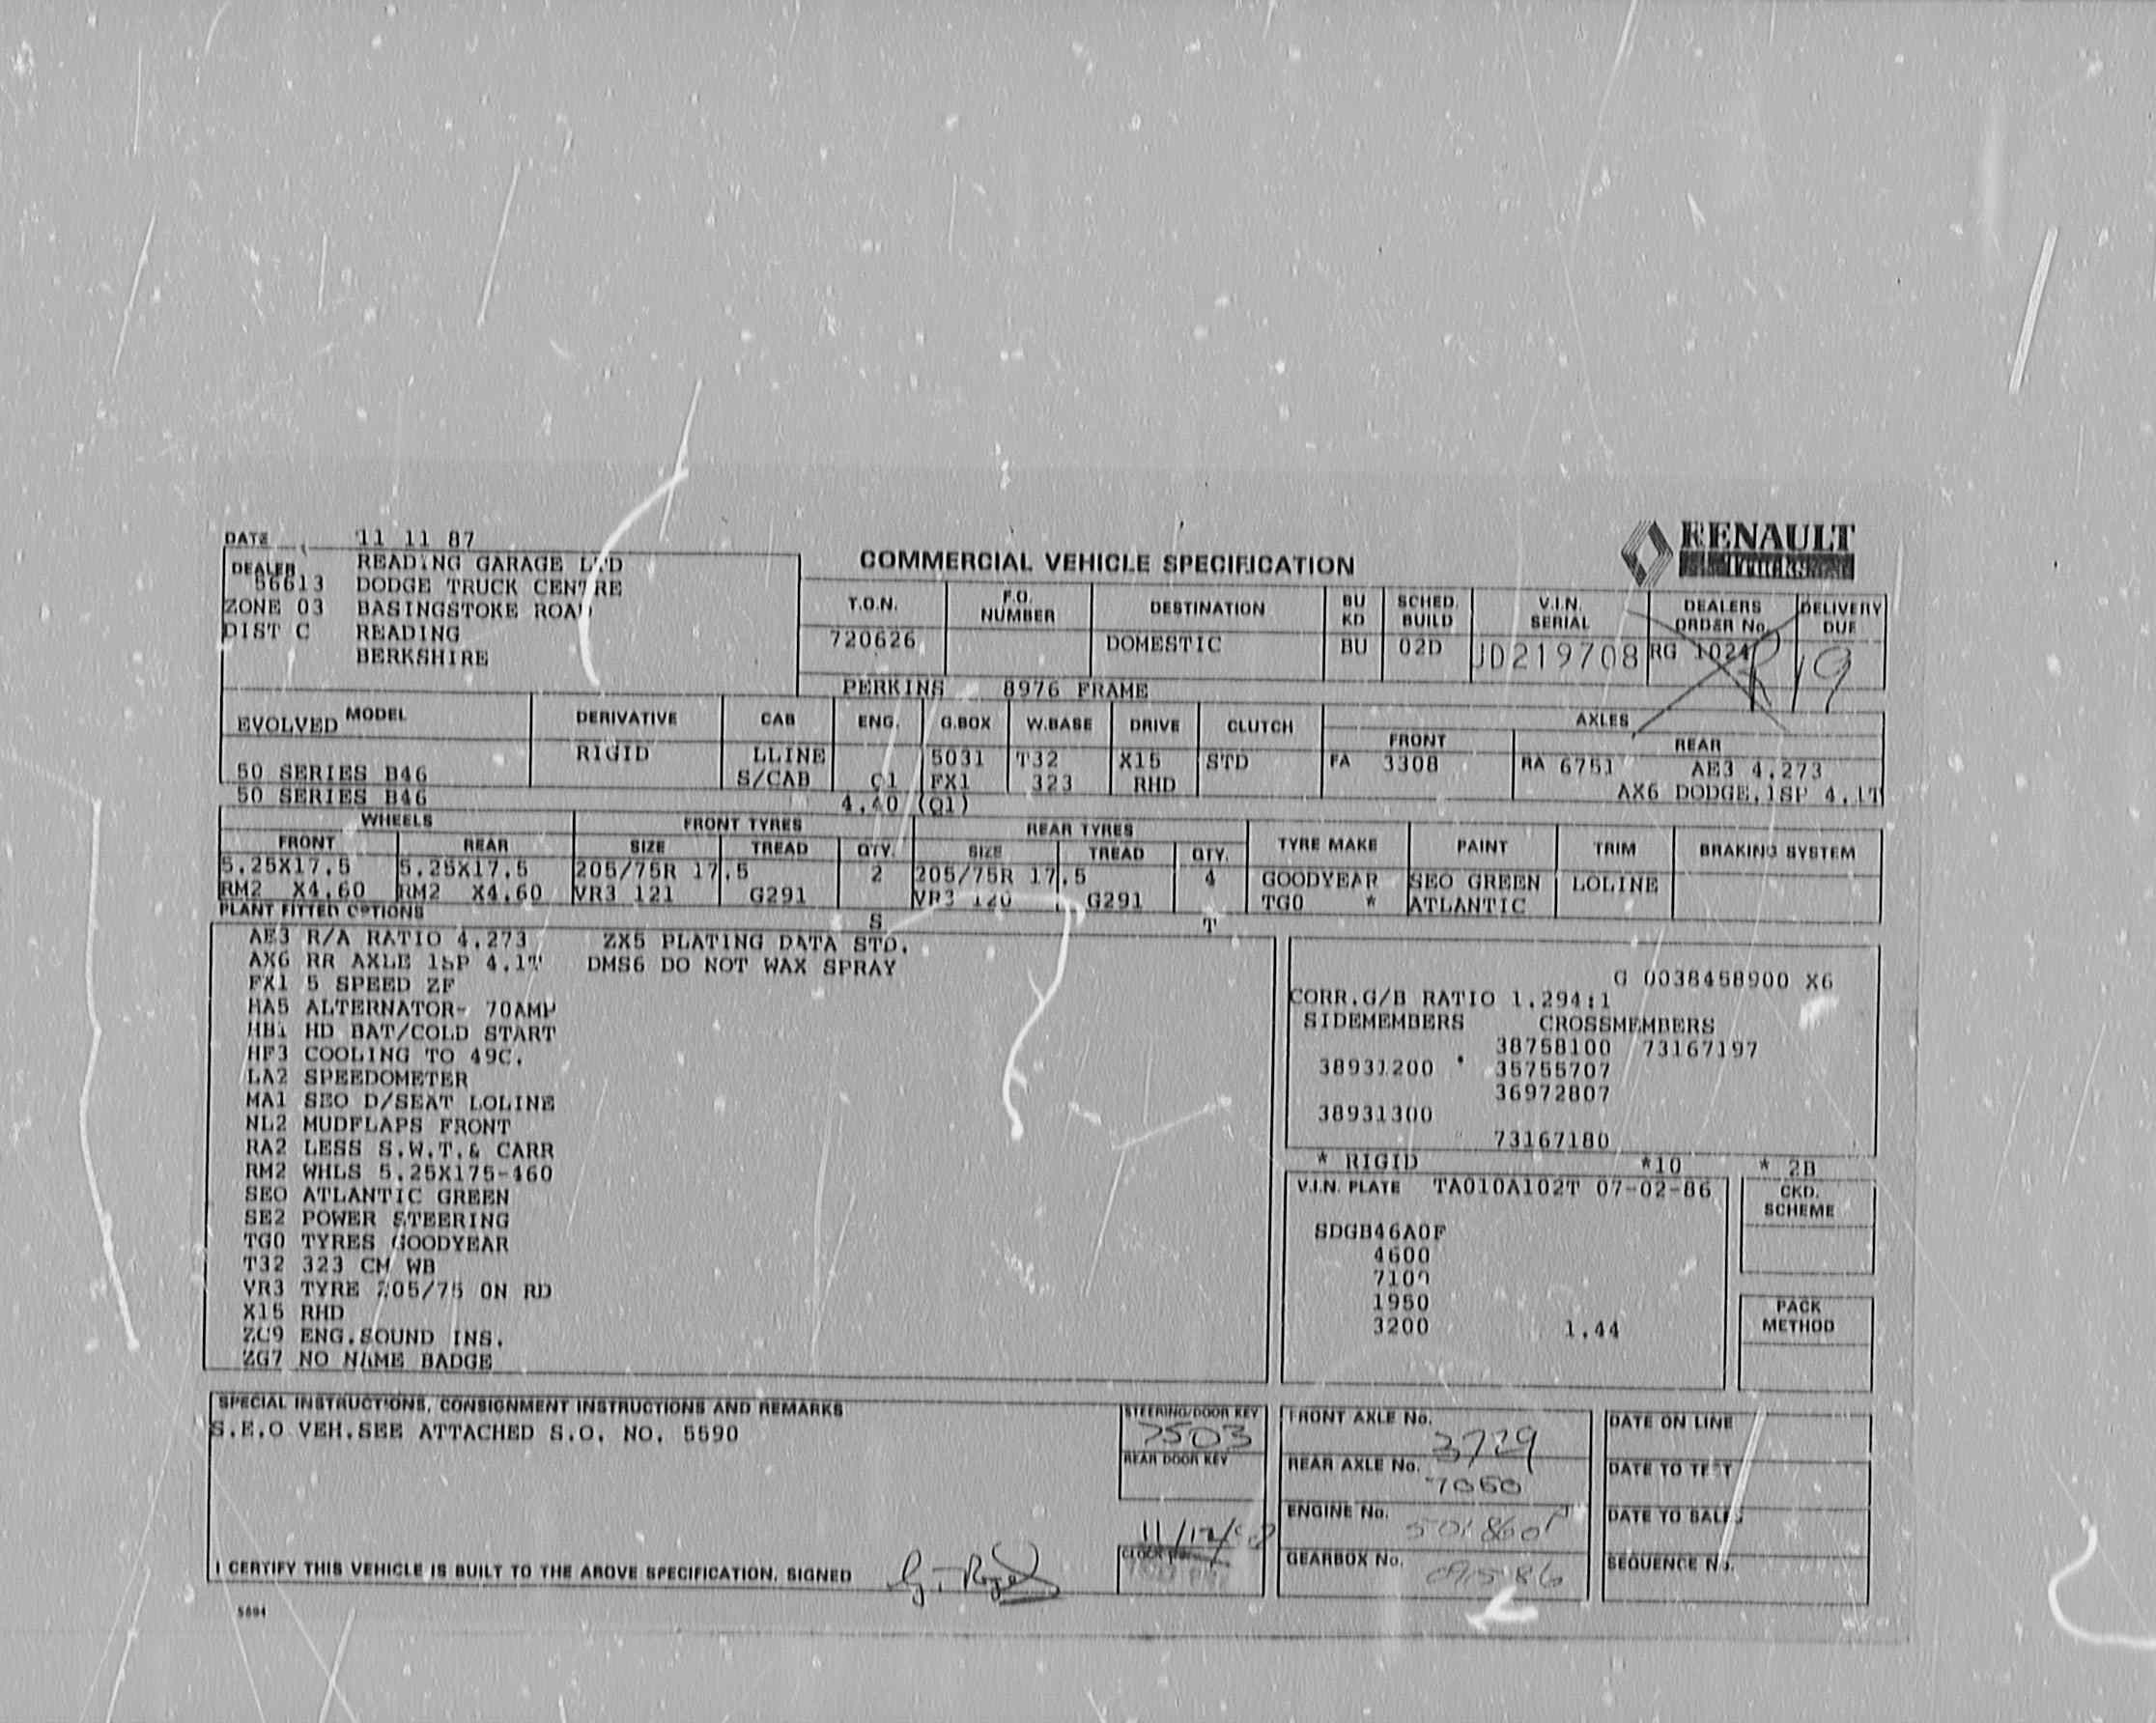 DATE 11 11 87
RENAULT
DEALER READING GARAGE LTD
56613 DODGE TRUCK CENTRE
ZONE 03 BASINGSTOKE ROAD
DIST C READING
BERKSHIRE
COMMERCIAL VEHICLE SPECIFICATION
T.O.N. F.O. NUMBER DESTINATION BU KD SCHED. BUILD V.I.N. SERIAL DEALERS ORDER No. DELIVERY DUE
720626 DOMESTIC BU 02D JD219708 RG 1024 19
PERKINS 8976 FRAME
MODEL DERIVATIVE CAB ENG. G.BOX W.BASE DRIVE CLUTCH AXLES
FRONT REAR
EVOLVED
RIGID LLINE 5031 T32 X15 STD FA 3308 RA 6751 AE3 4.273
50 SERIES B46 S/CAB Q1 FX1 323 RHD
50 SERIES B46 4.40 (Q1) AX6 DODGE.1SP 4.1T
WHEELS FRONT TYRES REAR TYRES TYRE MAKE PAINT TRIM BRAKING SYSTEM
FRONT REAR SIZE TREAD QTY. SIZE TREAD QTY.
5.25X17.5 5.25X17.5 205/75R 17.5 2 205/75R 17.5 4 GOODYEAR SEO GREEN LOLINE
RM2 X4.60 RM2 X4.60 VR3 121 G291 VR3 120 G291 TG0 * ATLANTIC
PLANT FITTED OPTIONS S T
AE3 R/A RATIO 4.273 ZX5 PLATING DATA STD.
AX6 RR AXLE 1SP 4.1T DMS6 DO NOT WAX SPRAY
FX1 5 SPEED ZF
HA5 ALTERNATOR- 70AMP
HB1 HD BAT/COLD START
HF3 COOLING TO 49C.
LA2 SPEEDOMETER
MA1 SEO D/SEAT LOLINE
NL2 MUDFLAPS FRONT
RA2 LESS S.W.T.& CARR
RM2 WHLS 5.25X175-460
SEO ATLANTIC GREEN
SE2 POWER STEERING
TG0 TYRES GOODYEAR
T32 323 CM WB
VR3 TYRE 205/75 ON RD
X15 RHD
ZC9 ENG.SOUND INS.
ZG7 NO NAME BADGE
G 0038458900 X6
CORR.G/B RATIO 1.294:1
SIDEMEMBERS CROSSMEMBERS
38758100 73167197
38931200 35755707
36972807
38931300
73167180
* RIGID *10 * 2B
V.I.N. PLATE TA010A102T 07-02-86
CKD. SCHEME
SDGB46A0F
4600
7100
1950
3200 1.44
PACK METHOD
SPECIAL INSTRUCTIONS, CONSIGNMENT INSTRUCTIONS AND REMARKS
S.E.O VEH.SEE ATTACHED S.O. NO. 5590
STEERING/DOOR KEY 7503
REAR DOOR KEY
FRONT AXLE No. 3729
REAR AXLE No. 7050
ENGINE No.
GEARBOX No.
DATE ON LINE
DATE TO TEST
DATE TO SALES
SEQUENCE No.
I CERTIFY THIS VEHICLE IS BUILT TO THE ABOVE SPECIFICATION. SIGNED
5594